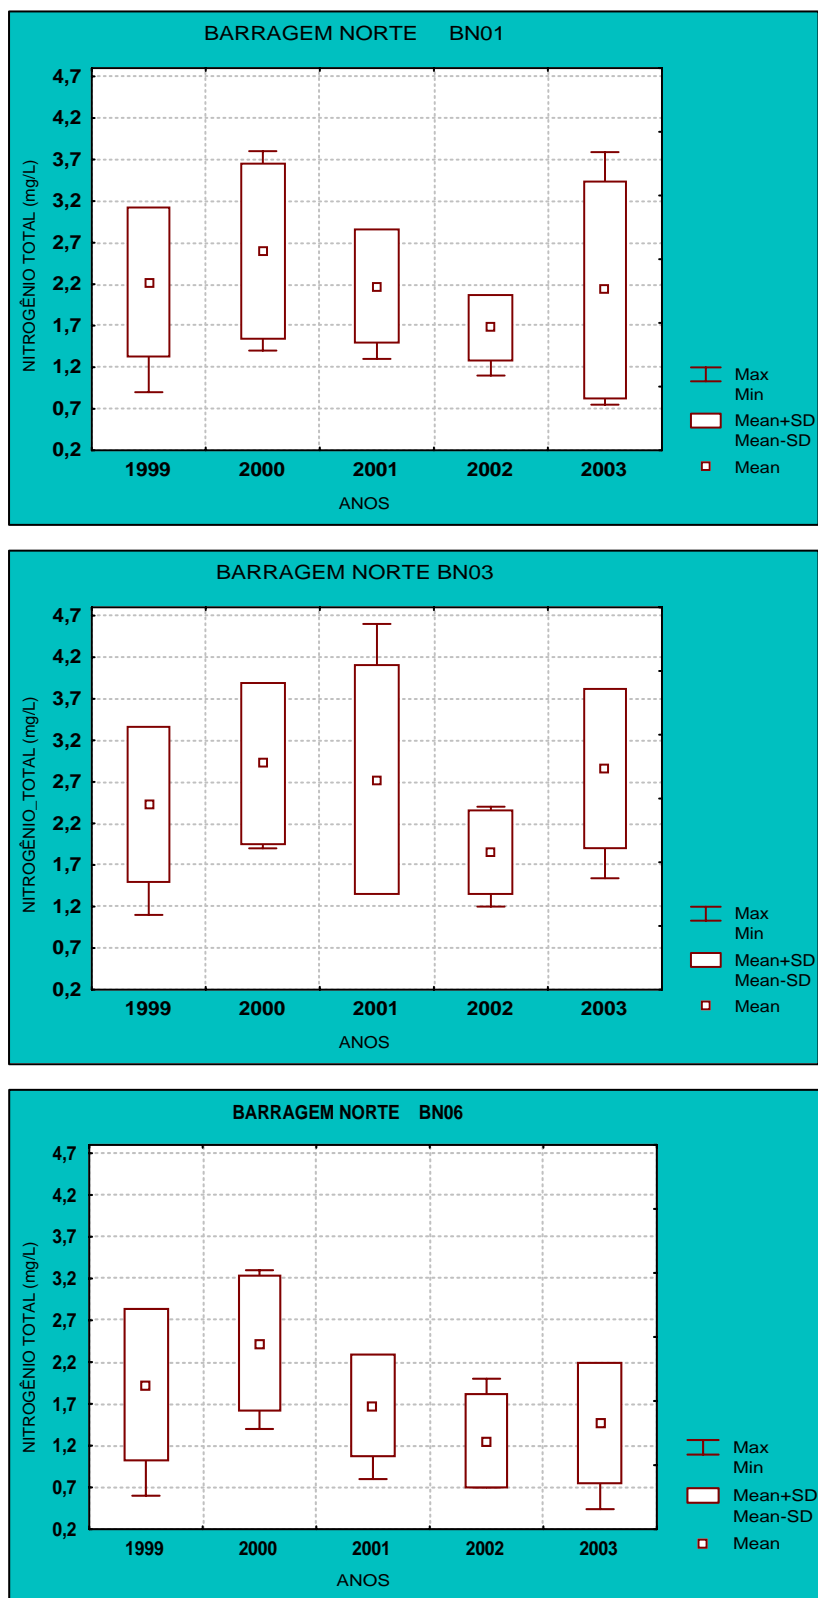 BARRAGEM NORTE BN01
NITROGÊNIO TOTAL (mg/L)
4,7
4,2
3,7
3,2
2,7
2,2
1,7
1,2
0,7
0,2
1999 2000 2001 2002 2003
ANOS
Max
Min
Mean+SD
Mean-SD
Mean
BARRAGEM NORTE BN03
NITROGÊNIO_TOTAL (mg/L)
4,7
4,2
3,7
3,2
2,7
2,2
1,7
1,2
0,7
0,2
1999 2000 2001 2002 2003
ANOS
Max
Min
Mean+SD
Mean-SD
Mean
BARRAGEM NORTE BN06
NITROGÊNIO TOTAL (mg/L)
4,7
4,2
3,7
3,2
2,7
2,2
1,7
1,2
0,7
0,2
1999 2000 2001 2002 2003
ANOS
Max
Min
Mean+SD
Mean-SD
Mean